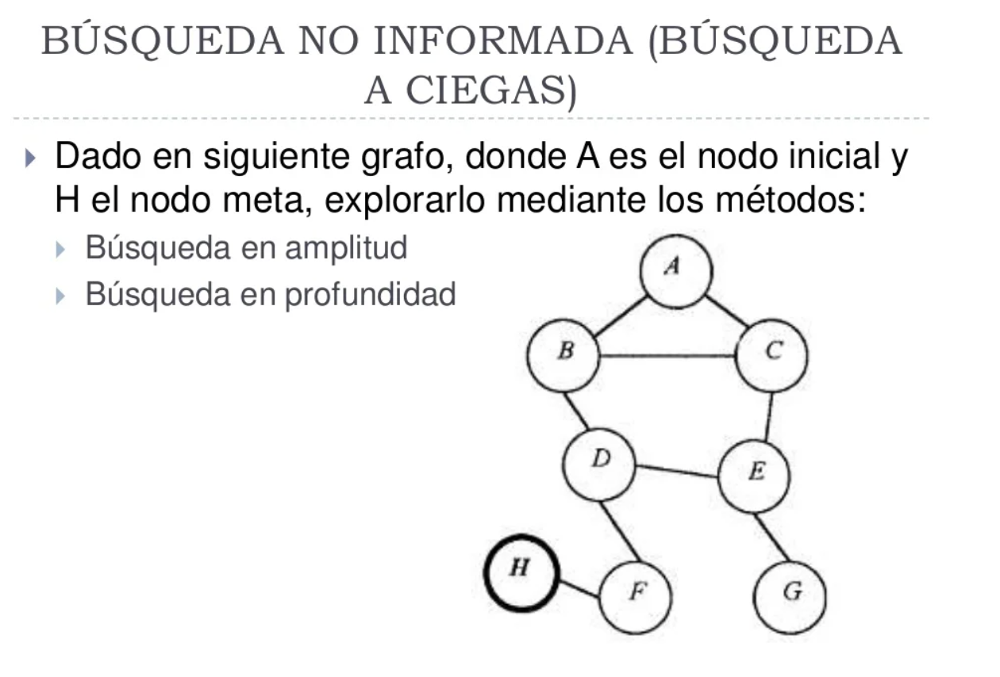 BÚSQUEDA NO INFORMADA (BÚSQUEDA
A CIEGAS)
Dado en siguiente grafo, donde A es el nodo inicial y
H el nodo meta, explorarlo mediante los métodos:
Búsqueda en amplitud
Búsqueda en profundidad
A
B
C
D
E
H
F
G